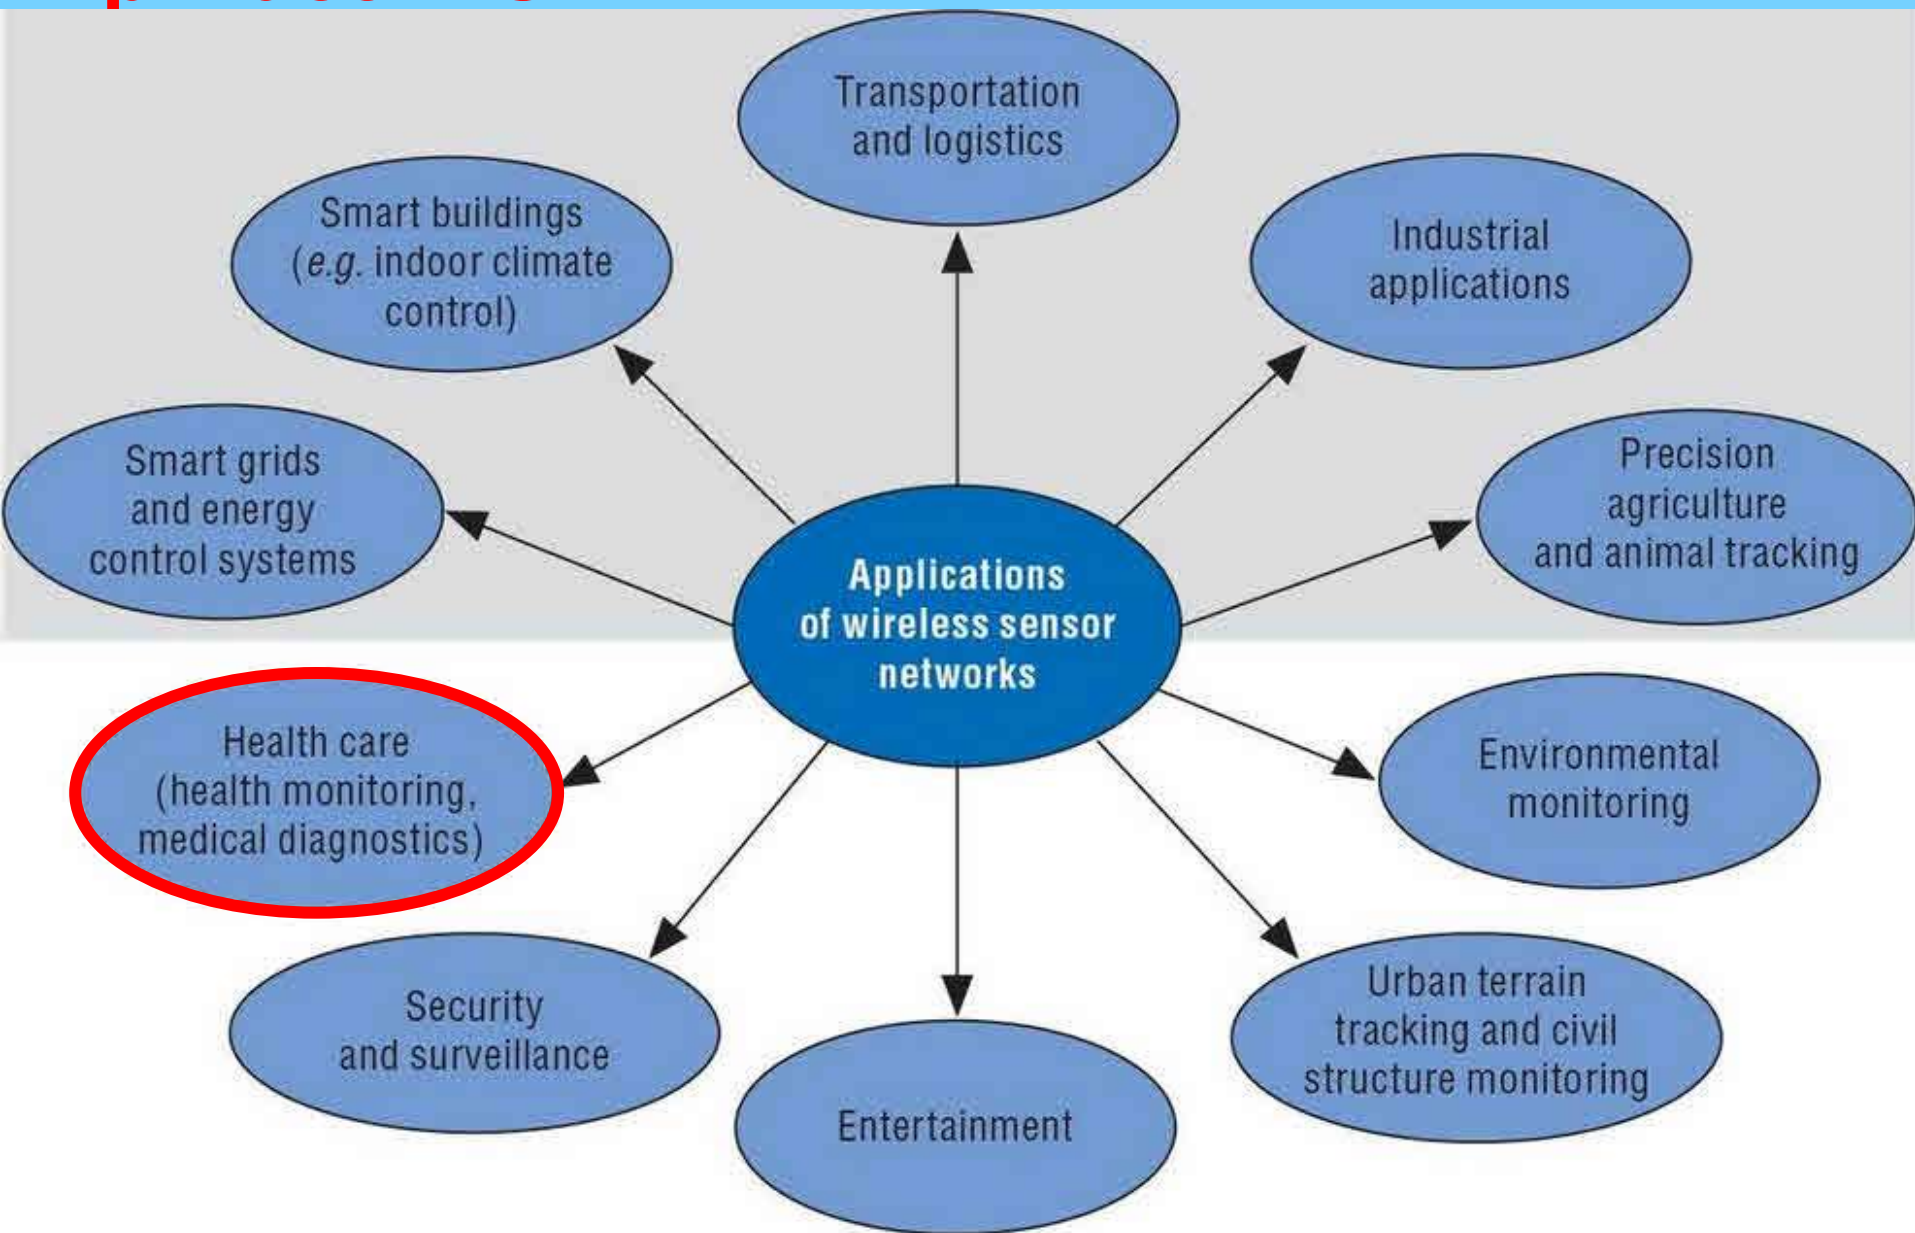 Transportation
and logistics
Smart buildings
(e.g. indoor climate
control)
Industrial
applications
Smart grids
and energy
control systems
Precision
agriculture
and animal tracking
Applications
of wireless sensor
networks
Health care
(health monitoring,
medical diagnostics)
Environmental
monitoring
Security
and surveillance
Urban terrain
tracking and civil
structure monitoring
Entertainment